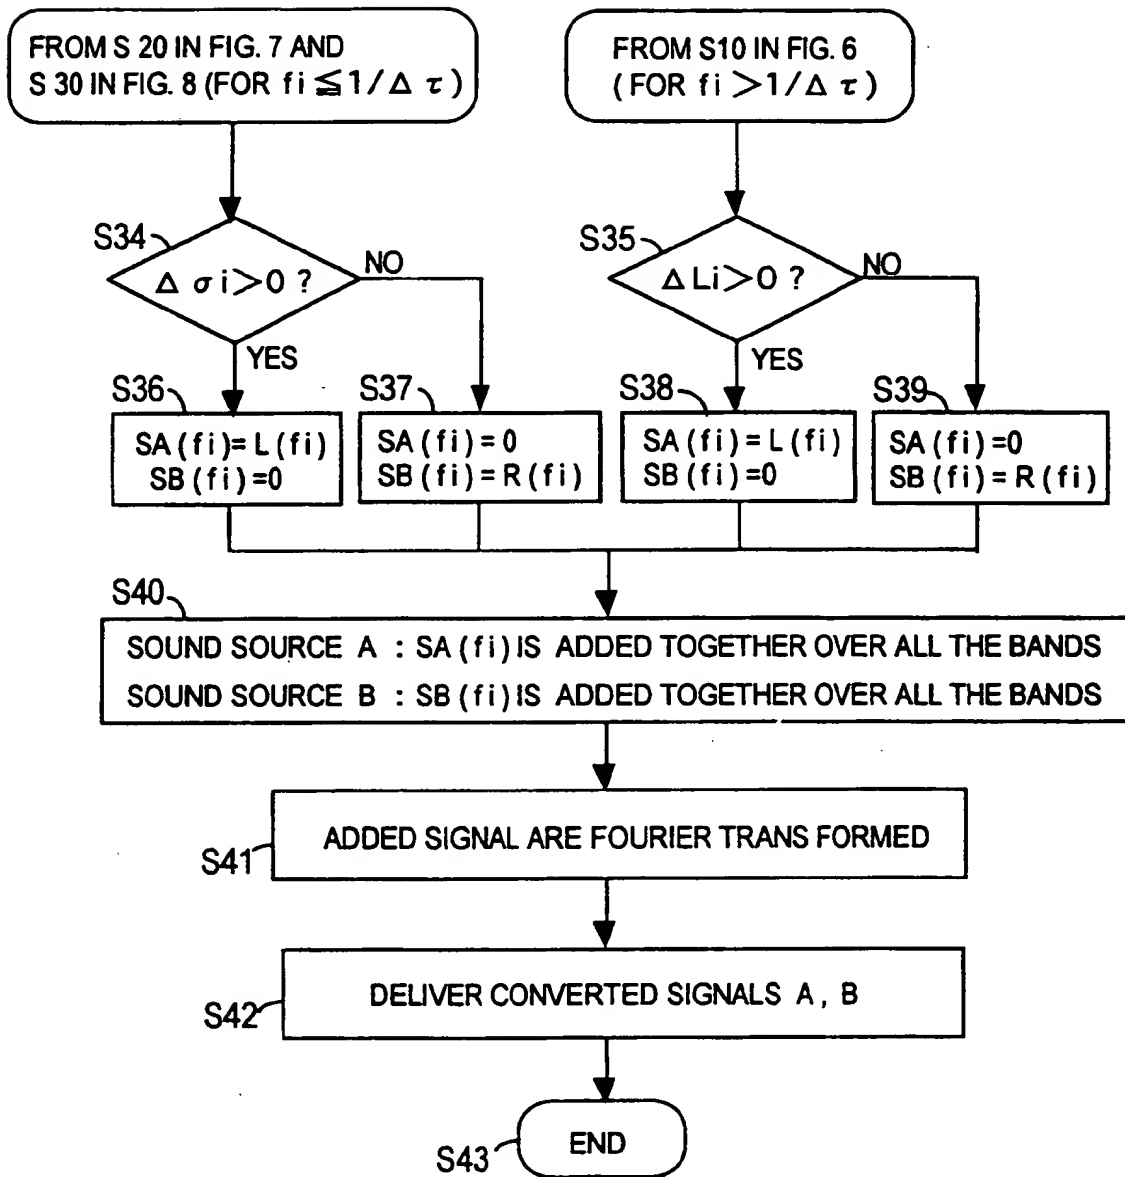 FROM S 20 IN FIG. 7 AND
S 30 IN FIG. 8 (FOR fi≦1/Δ τ)
FROM S10 IN FIG. 6
(FOR fi>1/Δ τ)
S34
Δ σi>0 ?
NO
YES
S35
Δ Li>0 ?
NO
YES
S36
SA(fi)=L(fi)
SB(fi)=0
S37
SA(fi)=0
SB(fi)=R(fi)
S38
SA(fi)=L(fi)
SB(fi)=0
S39
SA(fi)=0
SB(fi)=R(fi)
S40
SOUND SOURCE A : SA(fi) IS ADDED TOGETHER OVER ALL THE BANDS
SOUND SOURCE B : SB(fi) IS ADDED TOGETHER OVER ALL THE BANDS
S41
ADDED SIGNAL ARE FOURIER TRANS FORMED
S42
DELIVER CONVERTED SIGNALS A, B
S43
END